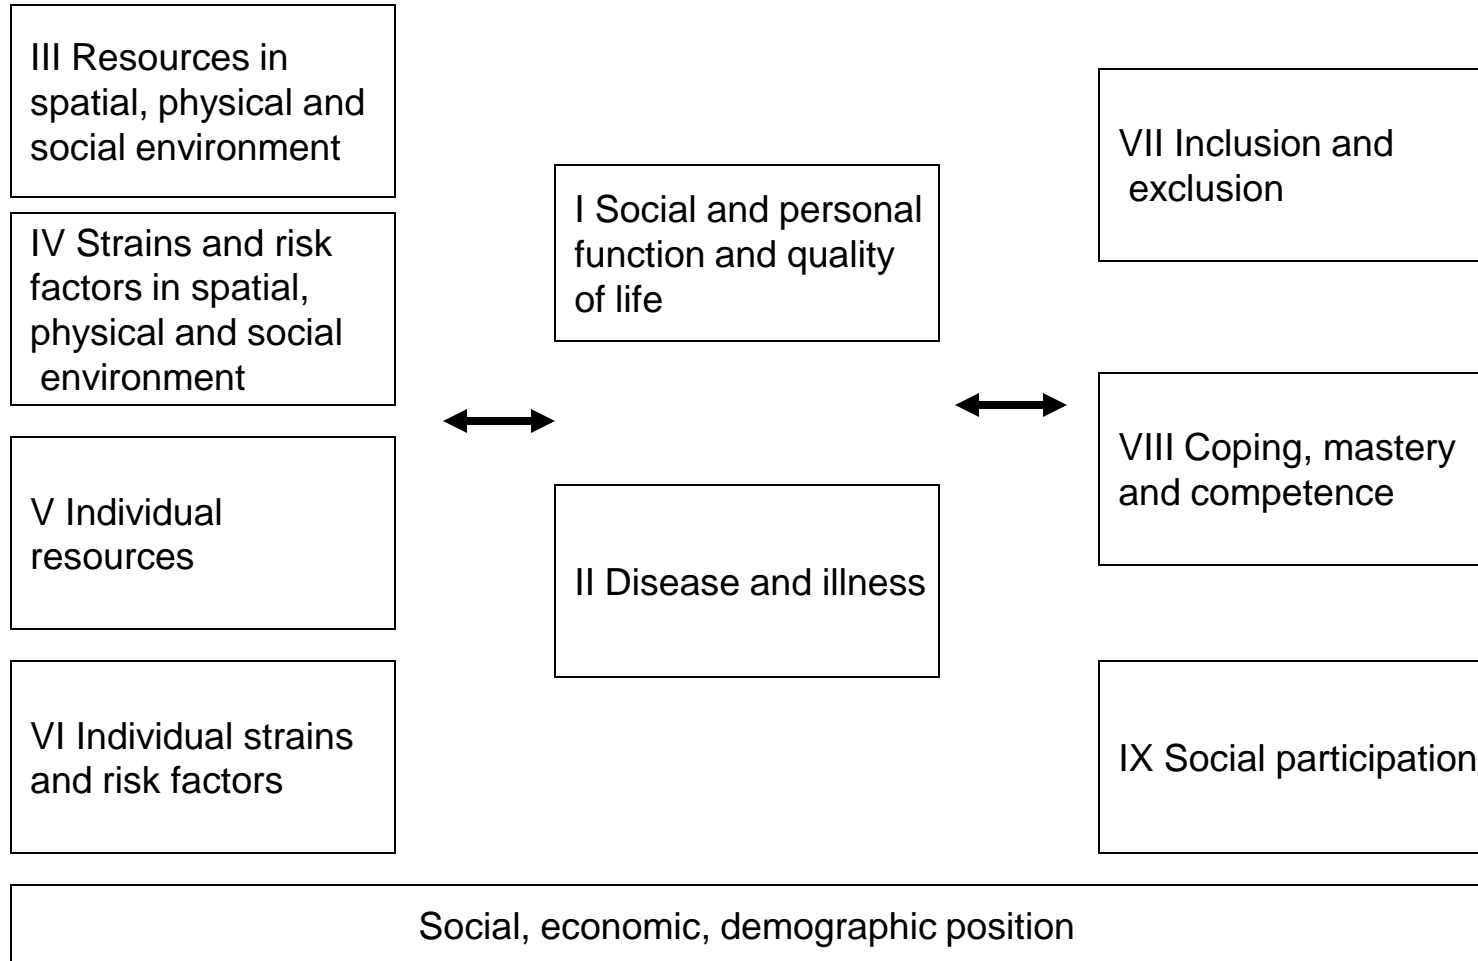 III Resources in
spatial, physical and
social environment
IV Strains and risk
factors in spatial,
physical and social
environment
V Individual
resources
VI Individual strains
and risk factors
I Social and personal
function and quality
of life
II Disease and illness
VII Inclusion and
exclusion
VIII Coping, mastery
and competence
IX Social participation
Social, economic, demographic position